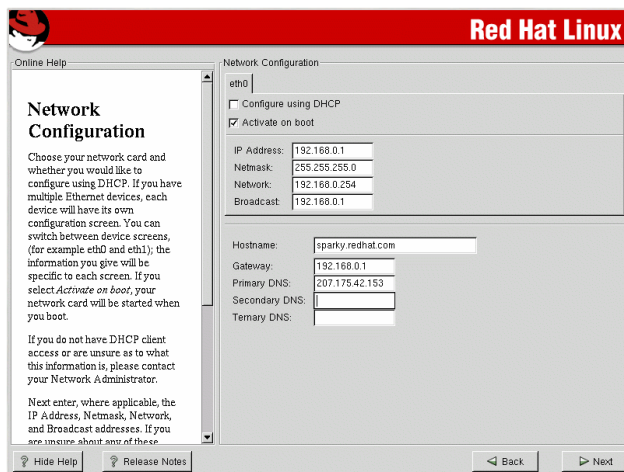 Red Hat Linux
Online Help
Network
Configuration
Choose your network card and
whether you would like to
configure using DHCP. If you have
multiple Ethernet devices, each
device will have its own
configuration screen. You can
switch between device screens,
(for example eth0 and eth1); the
information you give will be
specific to each screen. If you
select Activate on boot, your
network card will be started when
you boot.
If you do not have DHCP client
access or are unsure as to what
this information is, please contact
your Network Administrator.
Next enter, where applicable, the
IP Address, Netmask, Network,
and Broadcast addresses. If you
are unsure about any of these
Network Configuration
eth0
Configure using DHCP
Activate on boot
IP Address: 192.168.0.1
Netmask: 255.255.255.0
Network: 192.168.0.254
Broadcast: 192.168.0.1
Hostname: sparky.redhat.com
Gateway: 192.168.0.1
Primary DNS: 207.175.42.153
Secondary DNS:
Ternary DNS:
? Hide Help
? Release Notes
Back
Next